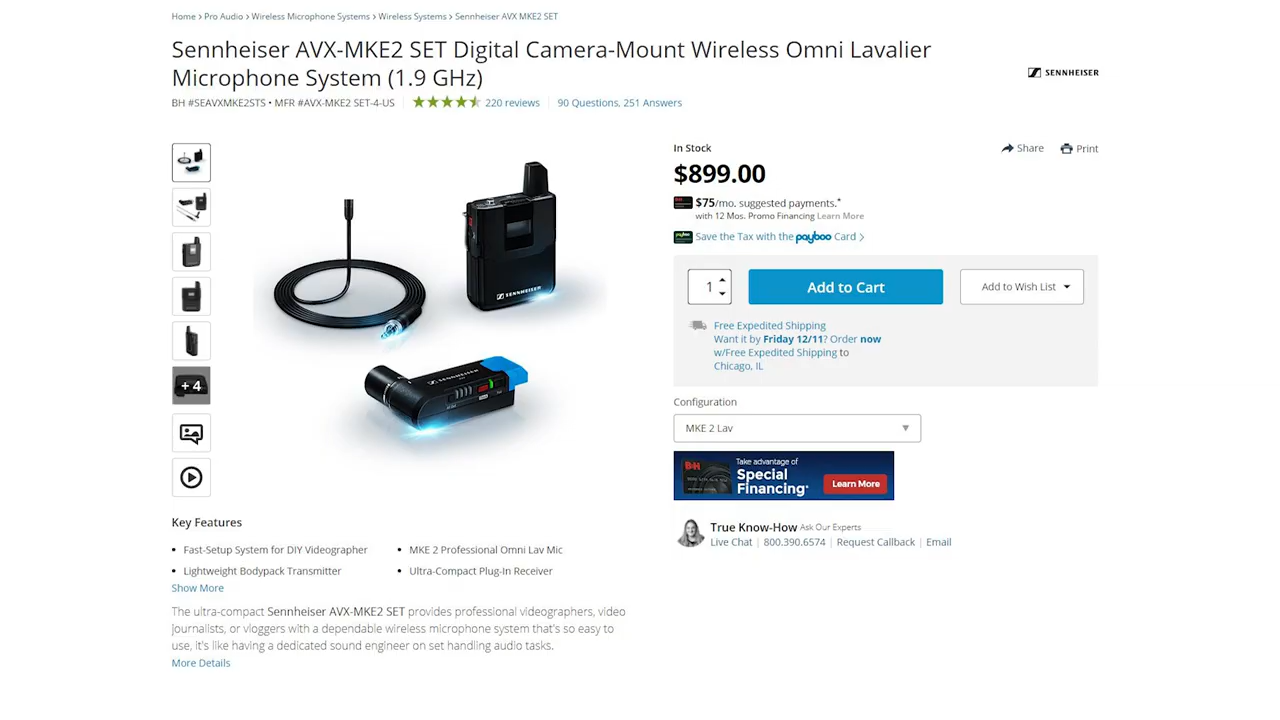 Home > Pro Audio > Wireless Microphone Systems > Wireless Systems > Sennheiser AVX-MKE2 SET
Sennheiser AVX-MKE2 SET Digital Camera-Mount Wireless Omni Lavalier
Microphone System (1.9 GHz)
SENNHEISER
BH #SEAVXMKE2STS • MFR #AVX-MKE2 SET-4-US
220 reviews
90 Questions, 251 Answers
In Stock
Share
Print
$899.00
$75/mo. suggested payments.*
with 12 Mos. Promo Financing Learn More
Save the Tax with the payboo Card >
1
Add to Cart
Add to Wish List
Free Expedited Shipping
Want it by Friday 12/11? Order now
w/Free Expedited Shipping to
Chicago, IL
Configuration
MKE 2 Lav
B&H
Take advantage of
Special
Financing*
Learn More
True Know-How Ask Our Experts
Live Chat | 800.390.6574 | Request Callback | Email
SENNHEISER
SENNHEISER
+ 4
Key Features
• Fast-Setup System for DIY Videographer
• MKE 2 Professional Omni Lav Mic
• Lightweight Bodypack Transmitter
• Ultra-Compact Plug-In Receiver
Show More
The ultra-compact Sennheiser AVX-MKE2 SET provides professional videographers, video
journalists, or vloggers with a dependable wireless microphone system that's so easy to
use, it's like having a dedicated sound engineer on set handling audio tasks.
More Details